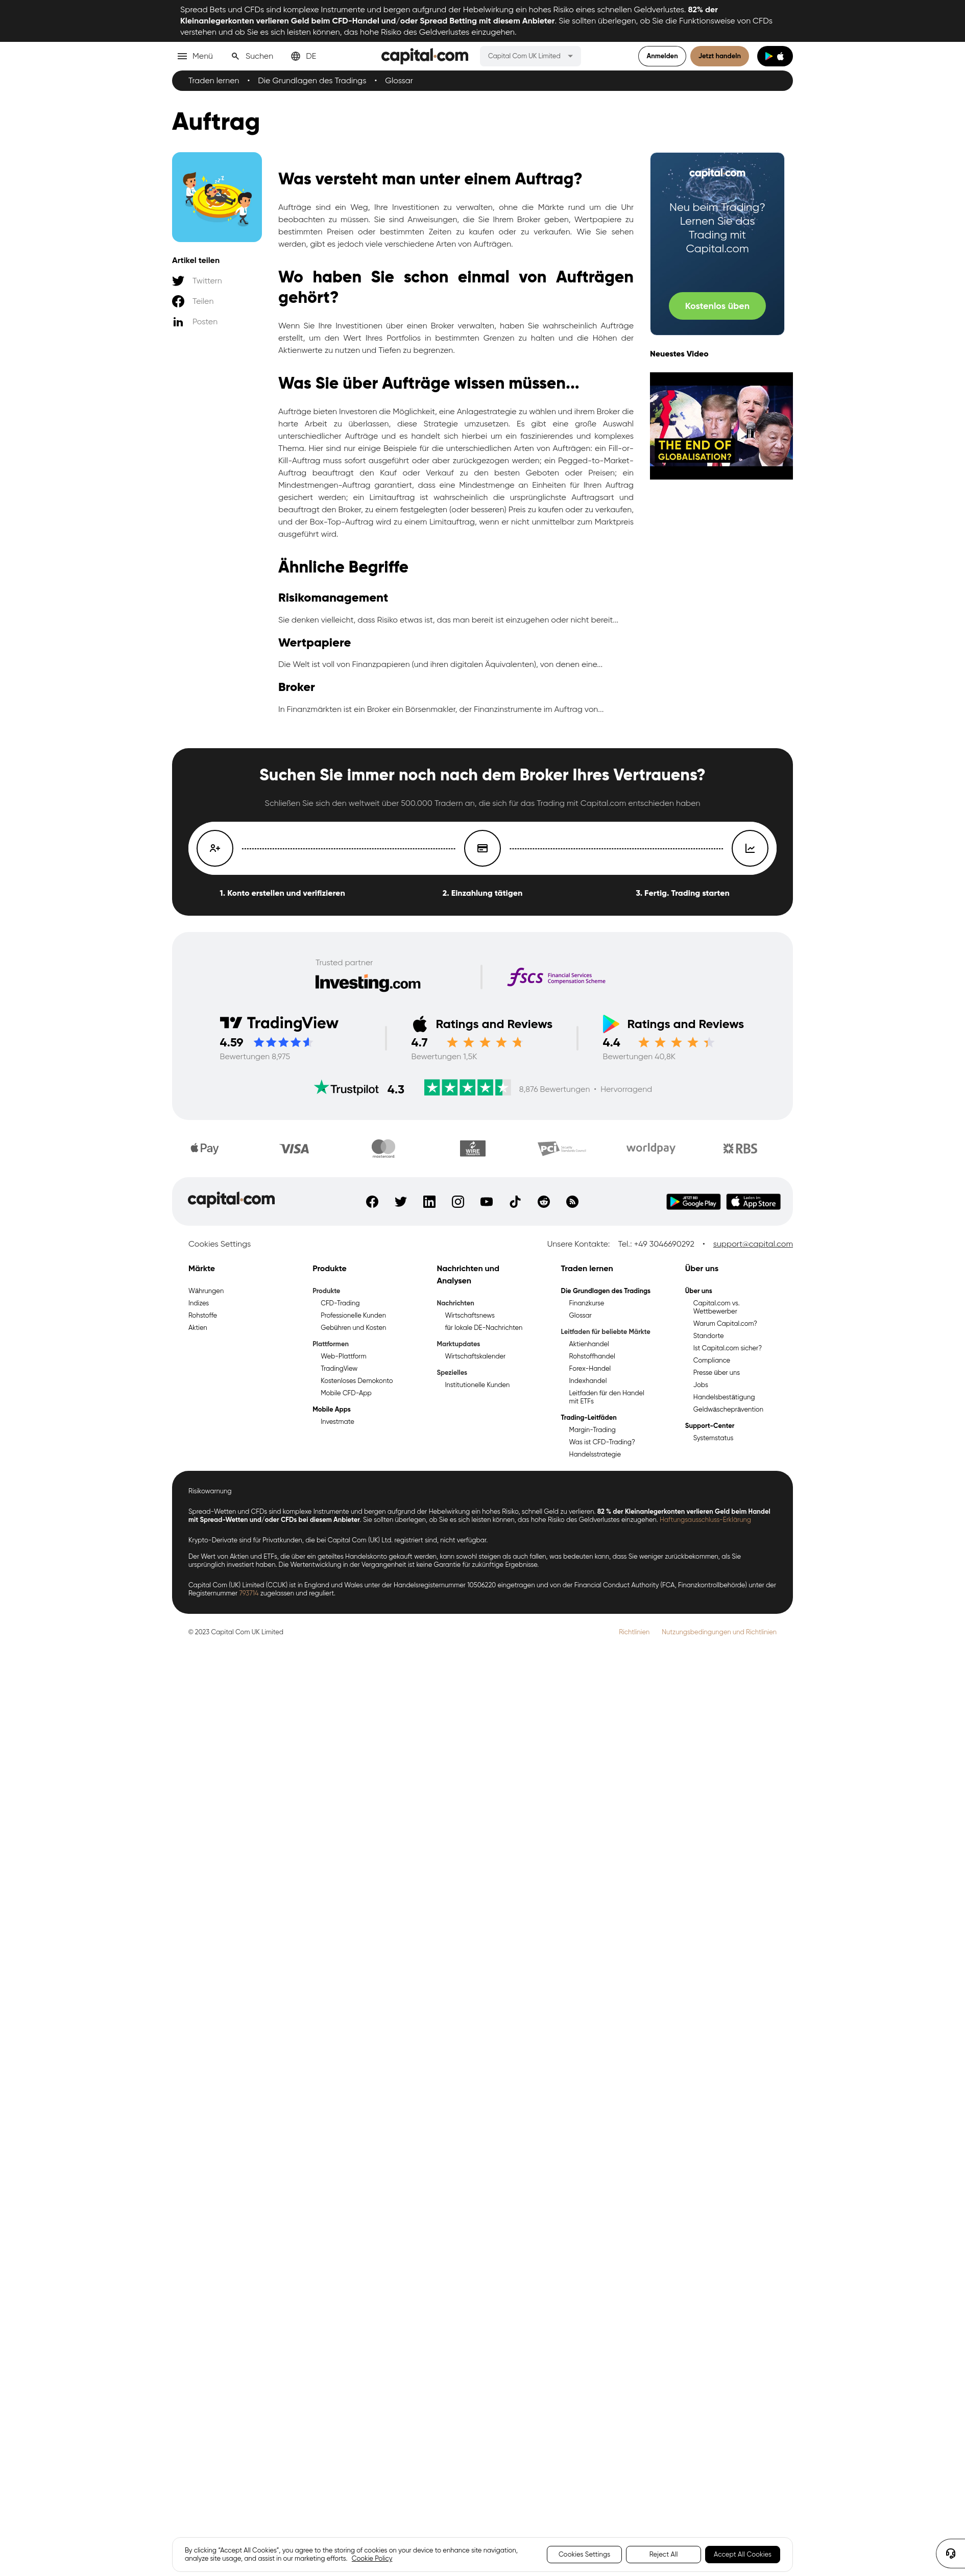 Spread Bets und CFDs sind komplexe Instrumente und bergen aufgrund der Hebelwirkung ein hohes Risiko eines schnellen Geldverlustes. 82% der
Kleinanlegerkonten verlieren Geld beim CFD-Handel und/oder Spread Betting mit diesem Anbieter. Sie sollten überlegen, ob Sie die Funktionsweise von CFDs
verstehen und ob Sie es sich leisten können, das hohe Risiko des Geldverlustes einzugehen.
Menü Suchen DE capital.com Capital Com UK Limited Anmelden Jetzt handeln
Traden lernen • Die Grundlagen des Tradings • Glossar
Auftrag
Artikel teilen
Twittern
Teilen
Posten
Was versteht man unter einem Auftrag?
Aufträge sind ein Weg, Ihre Investitionen zu verwalten, ohne die Märkte rund um die Uhr
beobachten zu müssen. Sie sind Anweisungen, die Sie Ihrem Broker geben, Wertpapiere zu
bestimmten Preisen oder bestimmten Zeiten zu kaufen oder zu verkaufen. Wie Sie sehen
werden, gibt es jedoch viele verschiedene Arten von Aufträgen.
Wo haben Sie schon einmal von Aufträgen
gehört?
Wenn Sie Ihre Investitionen über einen Broker verwalten, haben Sie wahrscheinlich Aufträge
erstellt, um den Wert Ihres Portfolios in bestimmten Grenzen zu halten und die Höhen der
Aktienwerte zu nutzen und Tiefen zu begrenzen.
Was Sie über Aufträge wissen müssen...
Aufträge bieten Investoren die Möglichkeit, eine Anlagestrategie zu wählen und ihrem Broker die
harte Arbeit zu überlassen, diese Strategie umzusetzen. Es gibt eine große Auswahl
unterschiedlicher Aufträge und es handelt sich hierbei um ein faszinierendes und komplexes
Thema. Hier sind nur einige Beispiele für die unterschiedlichen Arten von Aufträgen: ein Fill-or-
Kill-Auftrag muss sofort ausgeführt oder aber zurückgezogen werden; ein Pegged-to-Market-
Auftrag beauftragt den Kauf oder Verkauf zu den besten Geboten oder Preisen; ein
Mindestmengen-Auftrag garantiert, dass eine Mindestmenge an Einheiten für Ihren Auftrag
gesichert werden; ein Limitauftrag ist wahrscheinlich die ursprünglichste Auftragsart und
beauftragt den Broker, zu einem festgelegten (oder besseren) Preis zu kaufen oder zu verkaufen,
und der Box-Top-Auftrag wird zu einem Limitauftrag, wenn er nicht unmittelbar zum Marktpreis
ausgeführt wird.
Ähnliche Begriffe
Risikomanagement
Sie denken vielleicht, dass Risiko etwas ist, das man bereit ist einzugehen oder nicht bereit...
Wertpapiere
Die Welt ist voll von Finanzpapieren (und ihren digitalen Äquivalenten), von denen eine...
Broker
In Finanzmärkten ist ein Broker ein Börsenmakler, der Finanzinstrumente im Auftrag von...
capital.com
Neu beim Trading?
Lernen Sie das
Trading mit
Capital.com
Kostenlos üben
Neuestes Video
THE END OF
GLOBALISATION?
Suchen Sie immer noch nach dem Broker Ihres Vertrauens?
Schließen Sie sich den weltweit über 500.000 Tradern an, die sich für das Trading mit Capital.com entschieden haben
1. Konto erstellen und verifizieren
2. Einzahlung tätigen
3. Fertig. Trading starten
Trusted partner
Investing.com
fscs Financial Services
Compensation Scheme
TradingView
4.59
Bewertungen 8,975
Ratings and Reviews
4.7
Bewertungen 1,5K
Ratings and Reviews
4.4
Bewertungen 40,8K
Trustpilot 4.3 8,876 Bewertungen • Hervorragend
Pay VISA mastercard WIRE PCI worldpay RBS
capital.com
JETZT BEI Google Play
Laden im App Store
Cookies Settings
Unsere Kontakte: Tel.: +49 3046690292 • support@capital.com
Märkte
Währungen
Indizes
Rohstoffe
Aktien
Produkte
Produkte
CFD-Trading
Professionelle Kunden
Gebühren und Kosten
Plattformen
Web-Plattform
TradingView
Kostenloses Demokonto
Mobile CFD-App
Mobile Apps
Investmate
Nachrichten und
Analysen
Nachrichten
Wirtschaftsnews
für lokale DE-Nachrichten
Marktupdates
Wirtschaftskalender
Spezielles
Institutionelle Kunden
Traden lernen
Die Grundlagen des Tradings
Finanzkurse
Glossar
Leitfaden für beliebte Märkte
Aktienhandel
Rohstoffhandel
Forex-Handel
Indexhandel
Leitfaden für den Handel
mit ETFs
Trading-Leitfäden
Margin-Trading
Was ist CFD-Trading?
Handelsstrategie
Über uns
Über uns
Capital.com vs.
Wettbewerber
Warum Capital.com?
Standorte
Ist Capital.com sicher?
Compliance
Presse über uns
Jobs
Handelsbestätigung
Geldwäscheprävention
Support-Center
Systemstatus
Risikowarnung
Spread-Wetten und CFDs sind komplexe Instrumente und bergen aufgrund der Hebelwirkung ein hohes Risiko, schnell Geld zu verlieren. 82 % der Kleinanlegerkonten verlieren Geld beim Handel
mit Spread-Wetten und/oder CFDs bei diesem Anbieter. Sie sollten überlegen, ob Sie es sich leisten können, das hohe Risiko des Geldverlustes einzugehen. Haftungsausschluss-Erklärung
Krypto-Derivate sind für Privatkunden, die bei Capital Com (UK) Ltd. registriert sind, nicht verfügbar.
Der Wert von Aktien und ETFs, die über ein geteiltes Handelskonto gekauft werden, kann sowohl steigen als auch fallen, was bedeuten kann, dass Sie weniger zurückbekommen, als Sie
ursprünglich investiert haben. Die Wertentwicklung in der Vergangenheit ist keine Garantie für zukünftige Ergebnisse.
Capital Com (UK) Limited (CCUK) ist in England und Wales unter der Handelsregisternummer 10506220 eingetragen und von der Financial Conduct Authority (FCA, Finanzkontrollbehörde) unter der
Registernummer 793714 zugelassen und reguliert.
© 2023 Capital Com UK Limited
Richtlinien Nutzungsbedingungen und Richtlinien
By clicking “Accept All Cookies”, you agree to the storing of cookies on your device to enhance site navigation,
analyze site usage, and assist in our marketing efforts. Cookie Policy
Cookies Settings Reject All Accept All Cookies